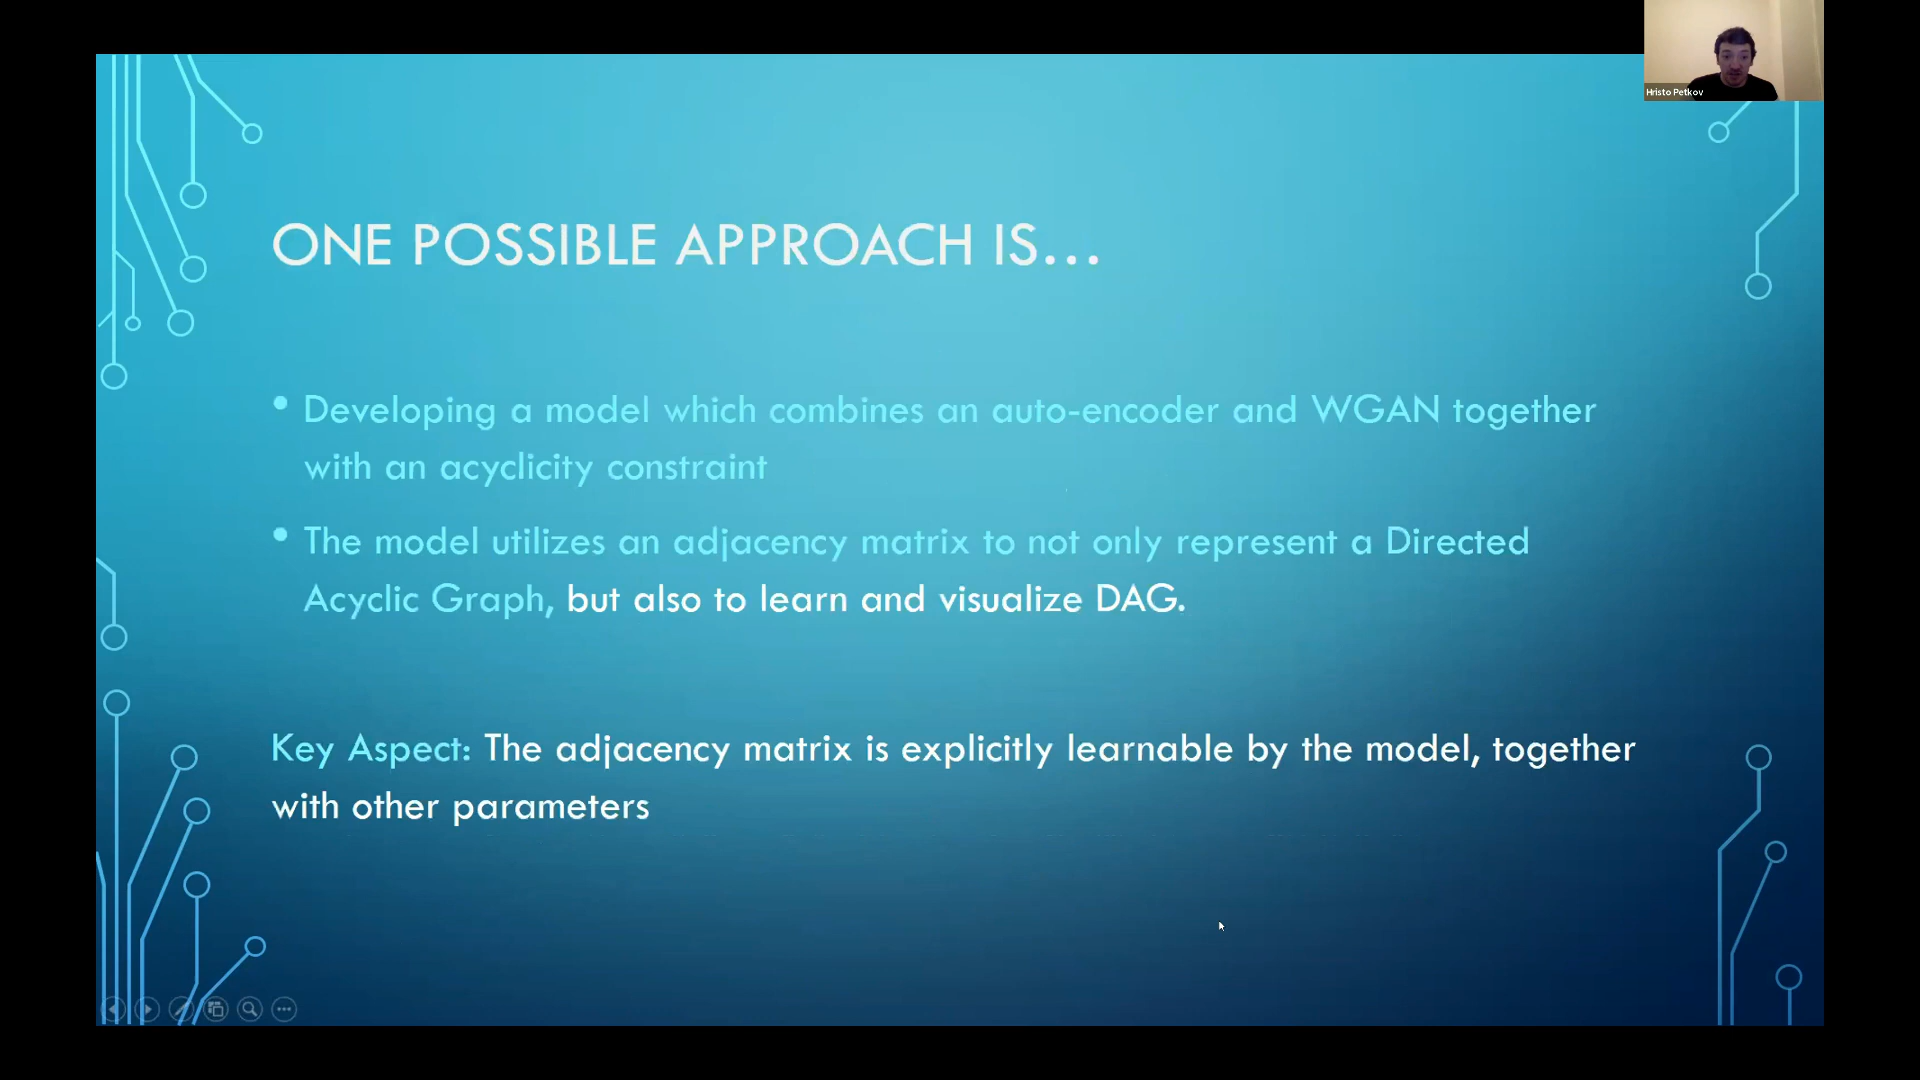 Hristo Petkov
ONE POSSIBLE APPROACH IS...
• Developing a model which combines an auto-encoder and WGAN together
with an acyclicity constraint
• The model utilizes an adjacency matrix to not only represent a Directed
Acyclic Graph, but also to learn and visualize DAG.
Key Aspect: The adjacency matrix is explicitly learnable by the model, together
with other parameters